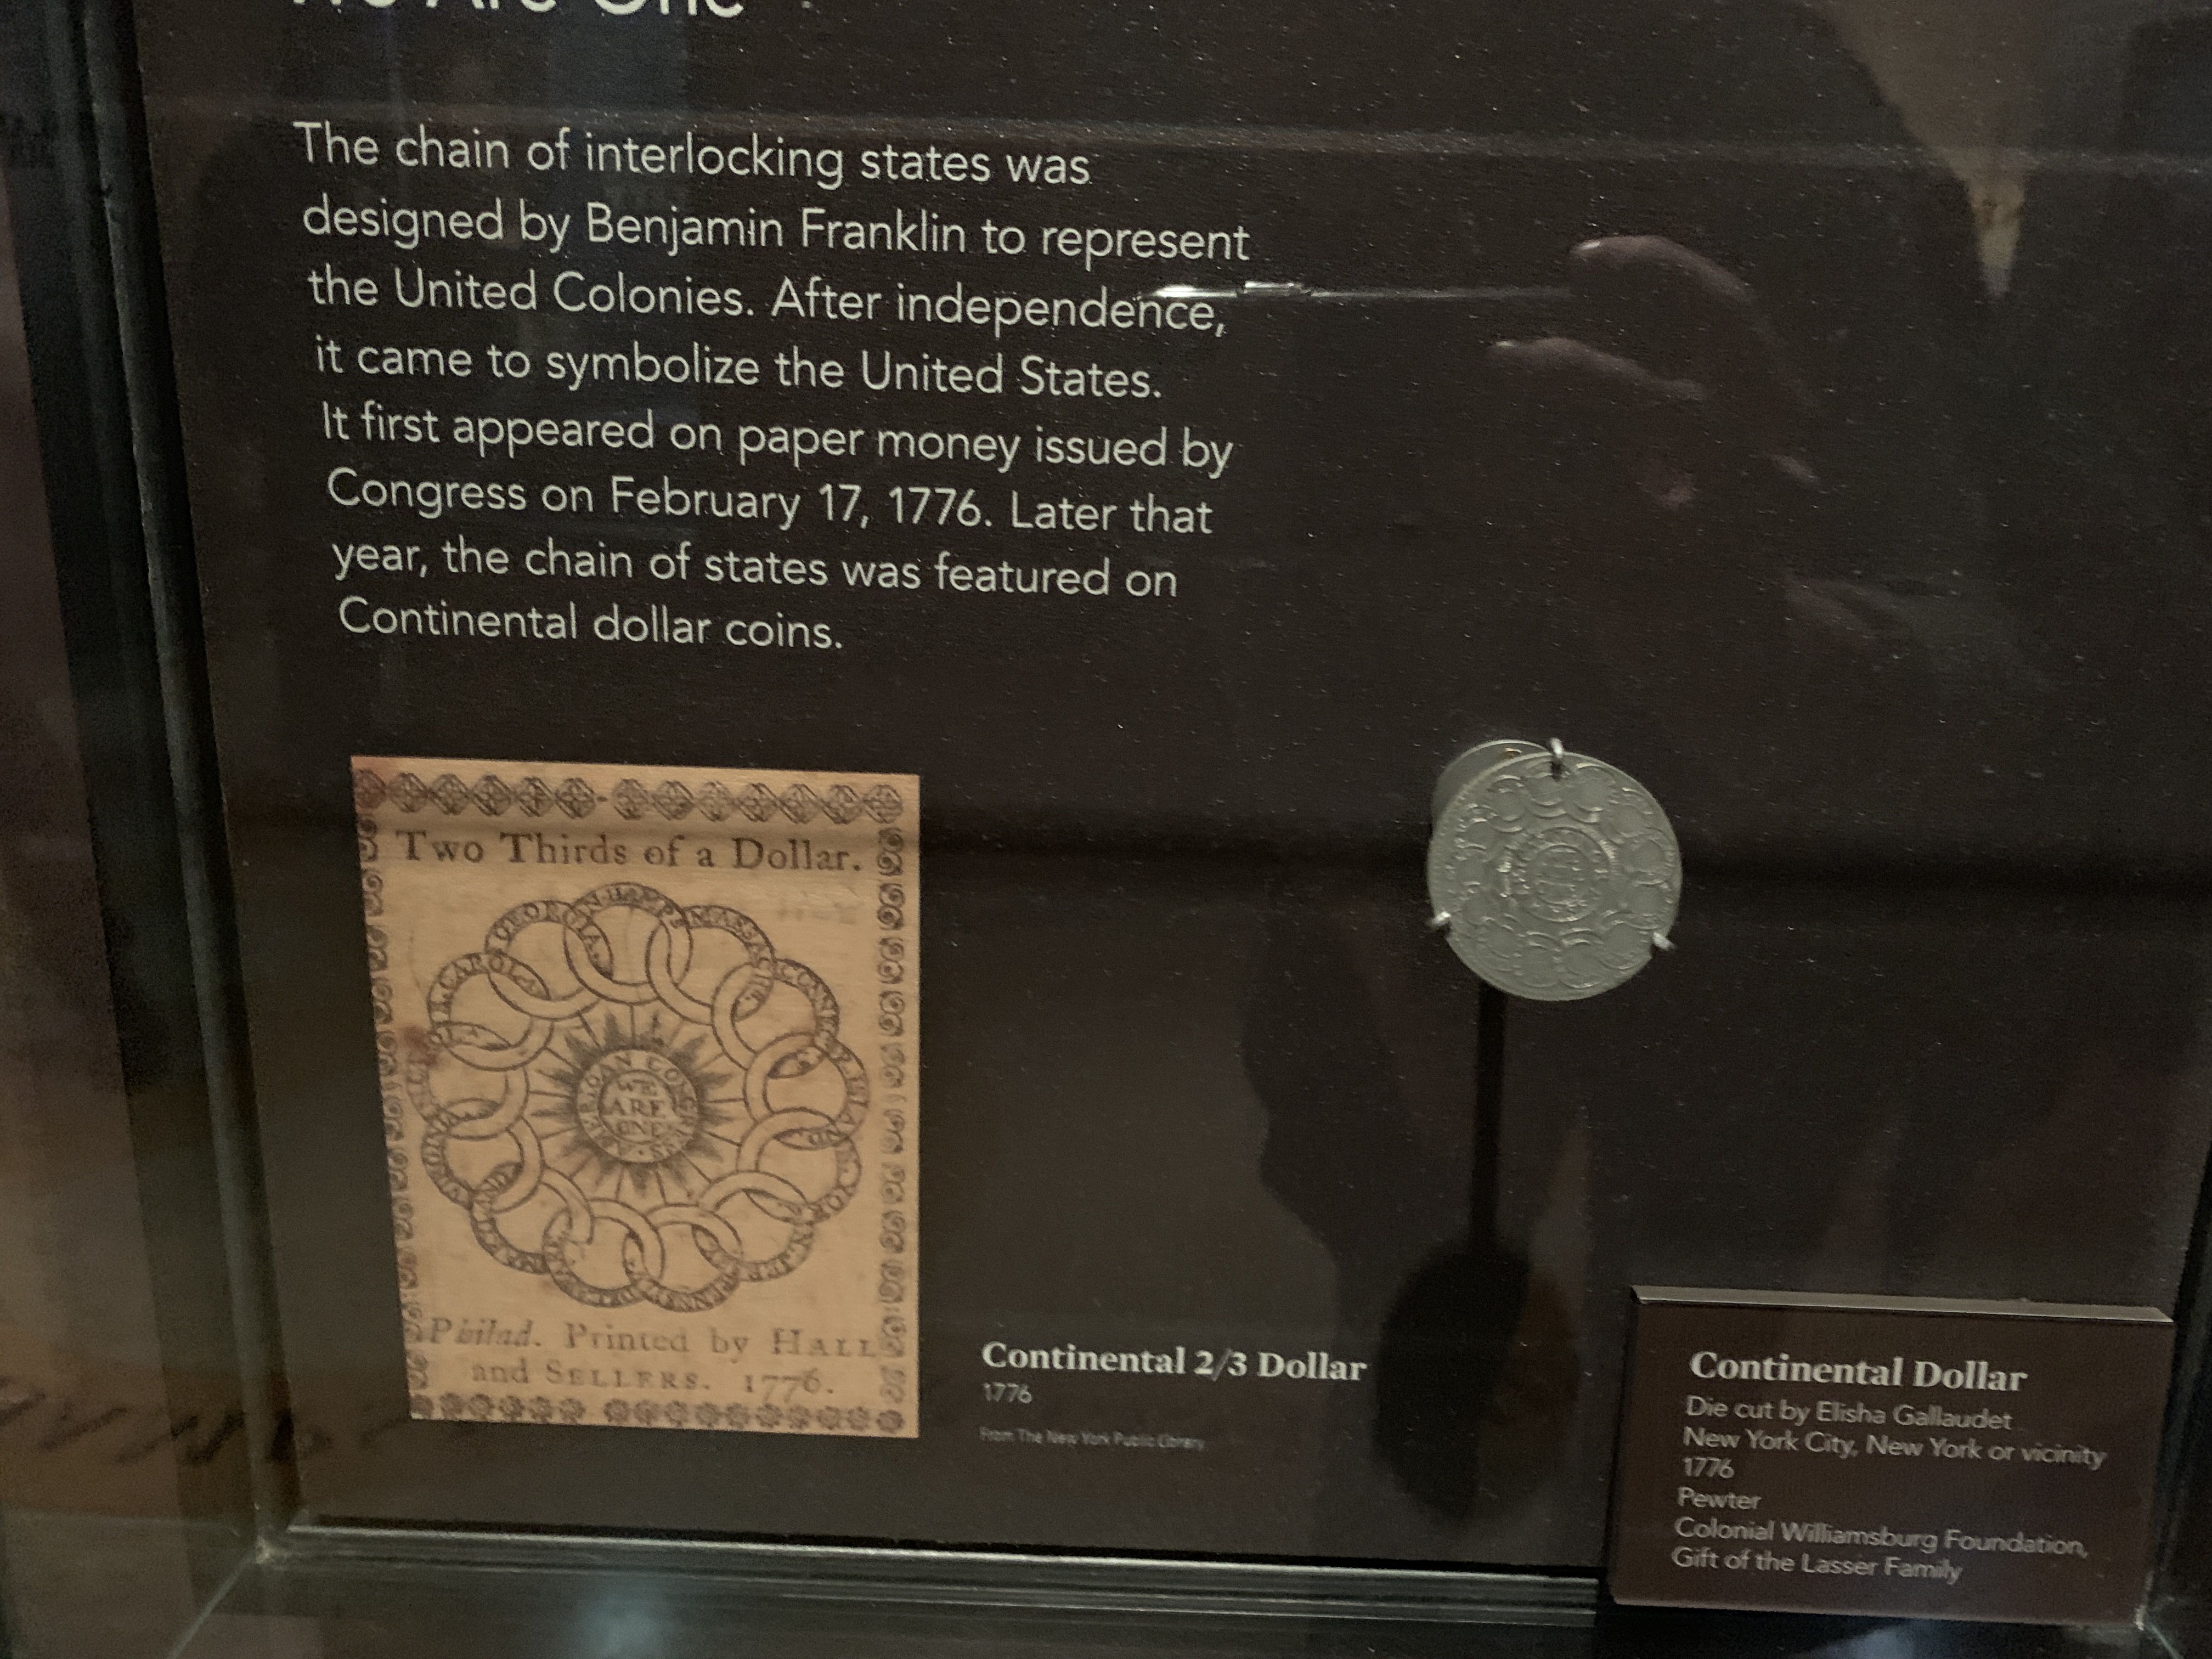 We Are One
The chain of interlocking states was
designed by Benjamin Franklin to represent
the United Colonies. After independence,
it came to symbolize the United States.
It first appeared on paper money issued by
Congress on February 17, 1776. Later that
year, the chain of states was featured on
Continental dollar coins.
Two Thirds of a Dollar.
WE
ARE
ONE
Philad. Printed by HALL
and SELLERS. 1776.
Continental 2/3 Dollar
1776
From The New York Public Library
Continental Dollar
Die cut by Elisha Gallaudet
New York City, New York or vicinity
1776
Pewter
Colonial Williamsburg Foundation,
Gift of the Lasser Family